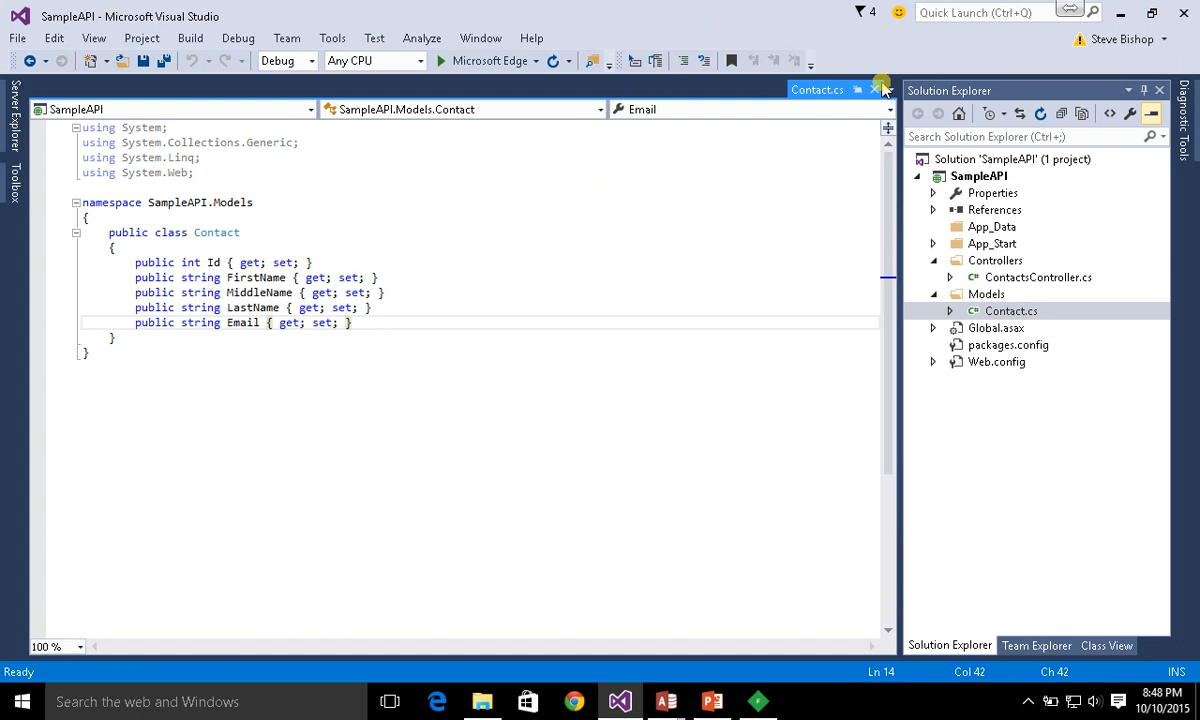 SampleAPI - Microsoft Visual Studio
4
Quick Launch (Ctrl+Q)
File Edit View Project Build Debug Team Tools Test Analyze Window Help
Steve Bishop
Debug Any CPU Microsoft Edge
Server Explorer
Toolbox
Contact.cs
SampleAPI SampleAPI.Models.Contact Email
using System;
using System.Collections.Generic;
using System.Linq;
using System.Web;
namespace SampleAPI.Models
{
public class Contact
{
public int Id { get; set; }
public string FirstName { get; set; }
public string MiddleName { get; set; }
public string LastName { get; set; }
public string Email { get; set; }
}
}
100 %
Solution Explorer
Search Solution Explorer (Ctrl+;)
Solution 'SampleAPI' (1 project)
SampleAPI
Properties
References
App_Data
App_Start
Controllers
ContactsController.cs
Models
Contact.cs
Global.asax
packages.config
Web.config
Solution Explorer Team Explorer Class View
Diagnostic Tools
Ready Ln 14 Col 42 Ch 42 INS
Search the web and Windows
8:48 PM
10/10/2015